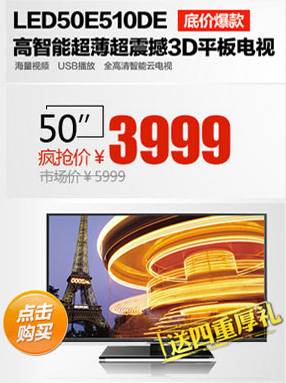 LED50E510DE 底价爆款
高智能超薄超震撼3D平板电视
海量视频 USB播放 全高清智能云电视
50"
疯抢价¥3999
市场价¥5999
点击
购买
送四重厚礼